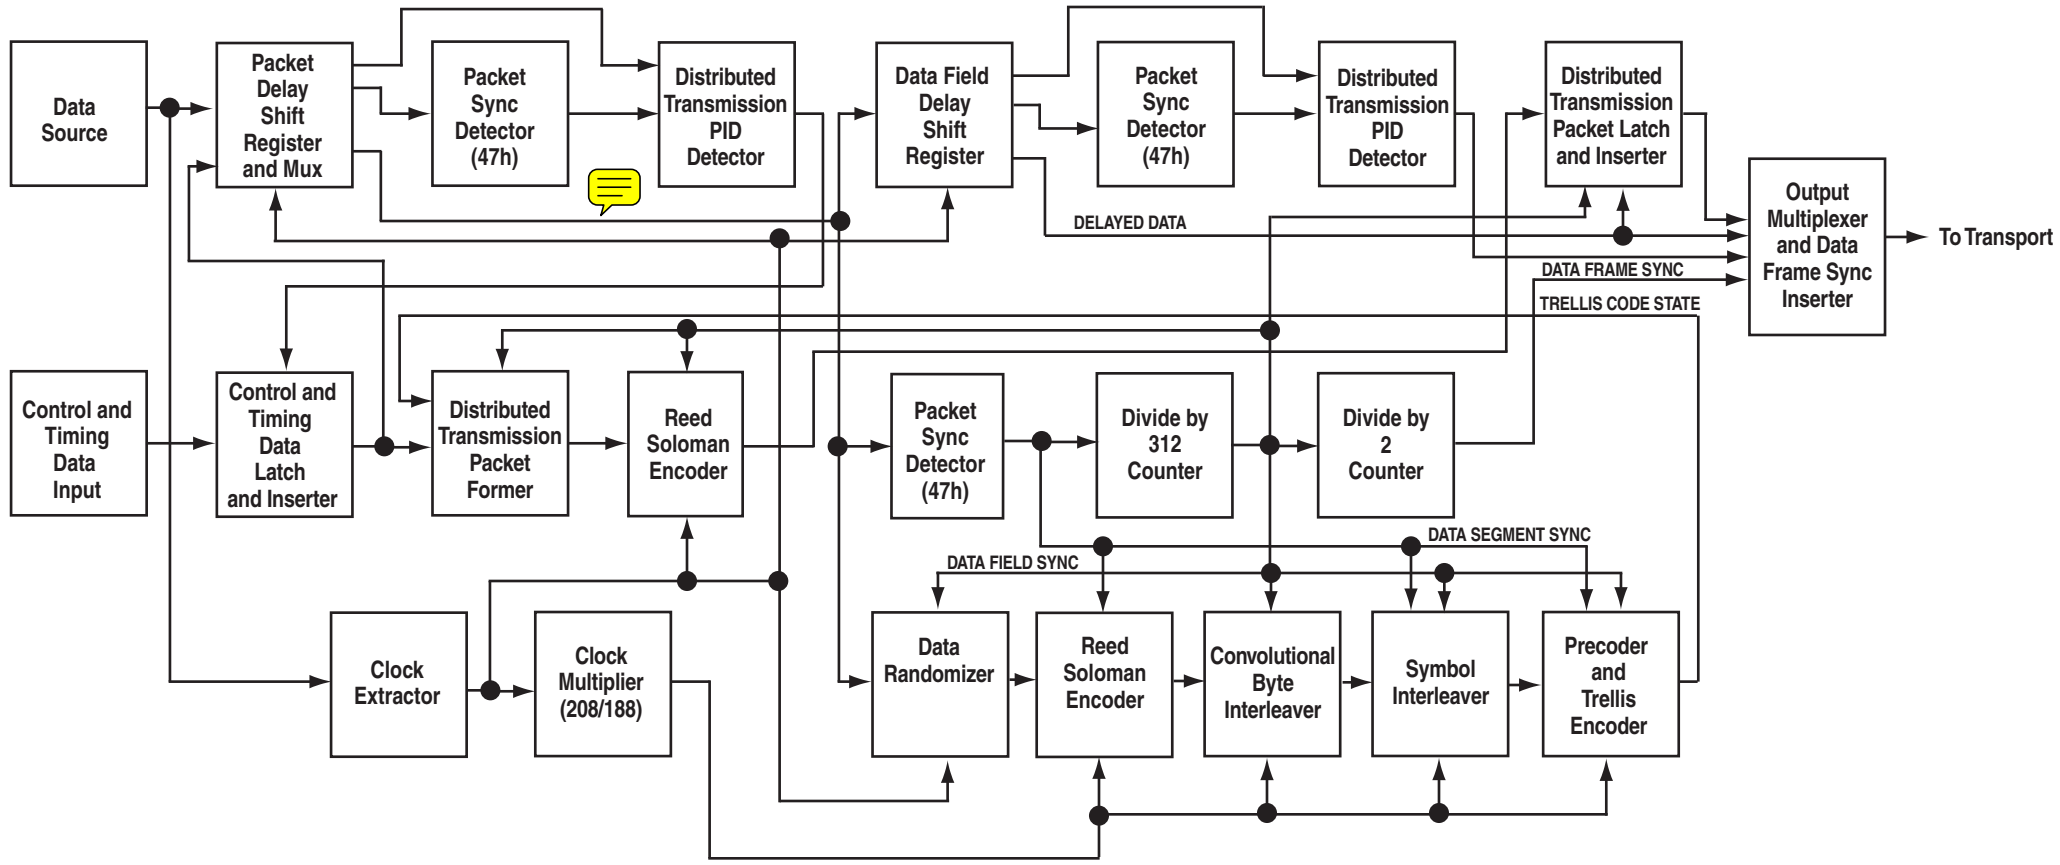 Data
Source
Packet
Delay
Shift
Register
and Mux
Packet
Sync
Detector
(47h)
Distributed
Transmission
PID
Detector
Data Field
Delay
Shift
Register
Packet
Sync
Detector
(47h)
Distributed
Transmission
PID
Detector
Distributed
Transmission
Packet Latch
and Inserter
Output
Multiplexer
and Data
Frame Sync
Inserter
To Transport
DELAYED DATA
DATA FRAME SYNC
TRELLIS CODE STATE
Control and
Timing
Data
Input
Control and
Timing
Data
Latch
and Inserter
Distributed
Transmission
Packet
Former
Reed
Soloman
Encoder
Packet
Sync
Detector
(47h)
Divide by
312
Counter
Divide by
2
Counter
DATA SEGMENT SYNC
DATA FIELD SYNC
Clock
Extractor
Clock
Multiplier
(208/188)
Data
Randomizer
Reed
Soloman
Encoder
Convolutional
Byte
Interleaver
Symbol
Interleaver
Precoder
and
Trellis
Encoder